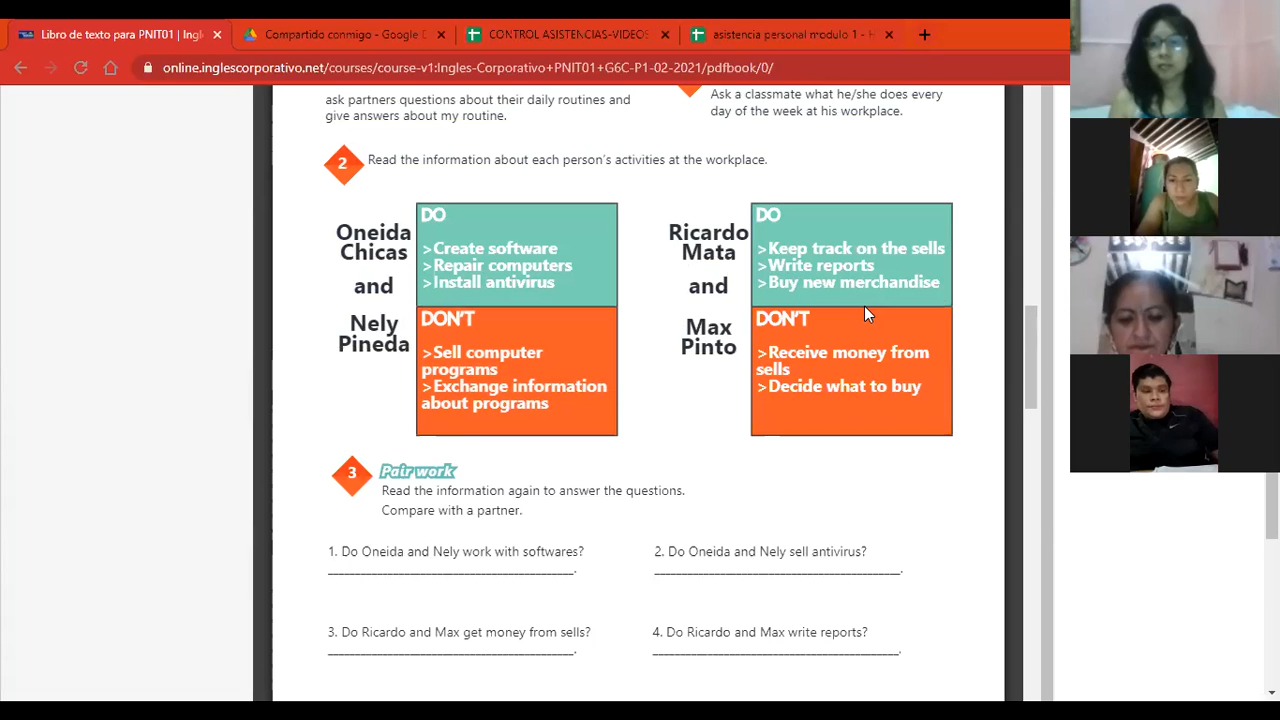 Libro de texto para PNIT01 | Ingl
Compartido conmigo - Google D
CONTROL ASISTENCIAS-VIDEOS
asistencia personal modulo 1 - H
online.inglescorporativo.net/courses/course-v1:Ingles-Corporativo+PNIT01+G6C-P1-02-2021/pdfbook/0/
ask partners questions about their daily routines and
give answers about my routine.
Ask a classmate what he/she does every
day of the week at his workplace.
2
Read the information about each person's activities at the workplace.
Oneida
Chicas
and
Nely
Pineda
DO
>Create software
>Repair computers
>Install antivirus
DON'T
>Sell computer
programs
>Exchange information
about programs
Ricardo
Mata
and
Max
Pinto
DO
>Keep track on the sells
>Write reports
>Buy new merchandise
DON'T
>Receive money from
sells
>Decide what to buy
3
Pair work
Read the information again to answer the questions.
Compare with a partner.
1. Do Oneida and Nely work with softwares?
____________________________________________.
2. Do Oneida and Nely sell antivirus?
____________________________________________.
3. Do Ricardo and Max get money from sells?
____________________________________________.
4. Do Ricardo and Max write reports?
____________________________________________.